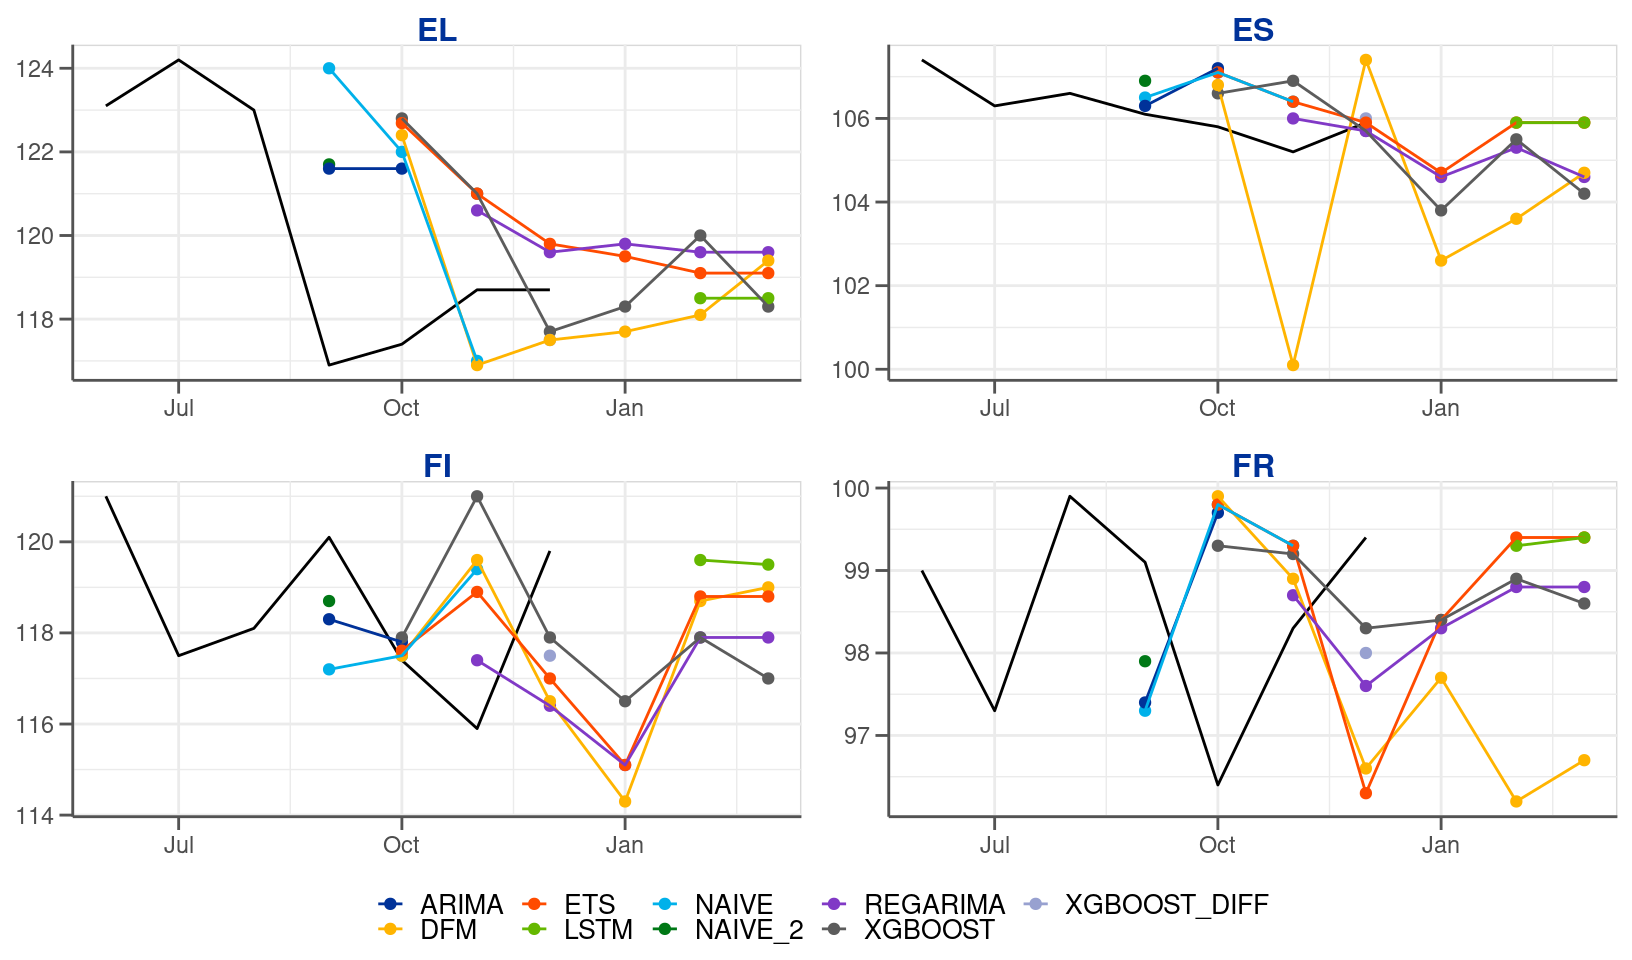 EL
124
122
120
118
Jul Oct Jan
ES
106
104
102
100
Jul Oct Jan
FI
120
118
116
114
Jul Oct Jan
FR
100
99
98
97
Jul Oct Jan
ARIMA ETS NAIVE REGARIMA XGBOOST_DIFF
DFM LSTM NAIVE_2 XGBOOST